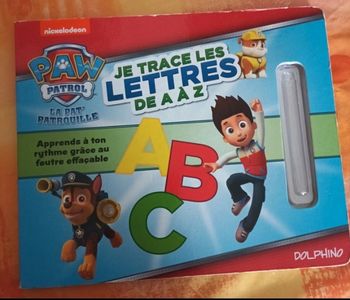 nickelodeon
PAW
PATROL
LA PAT'
PATROUILLE
JE TRACE LES
LETTRES
DE A À Z
Apprends à ton
rythme grâce au
feutre effaçable
A
B
C
DOLPHINO